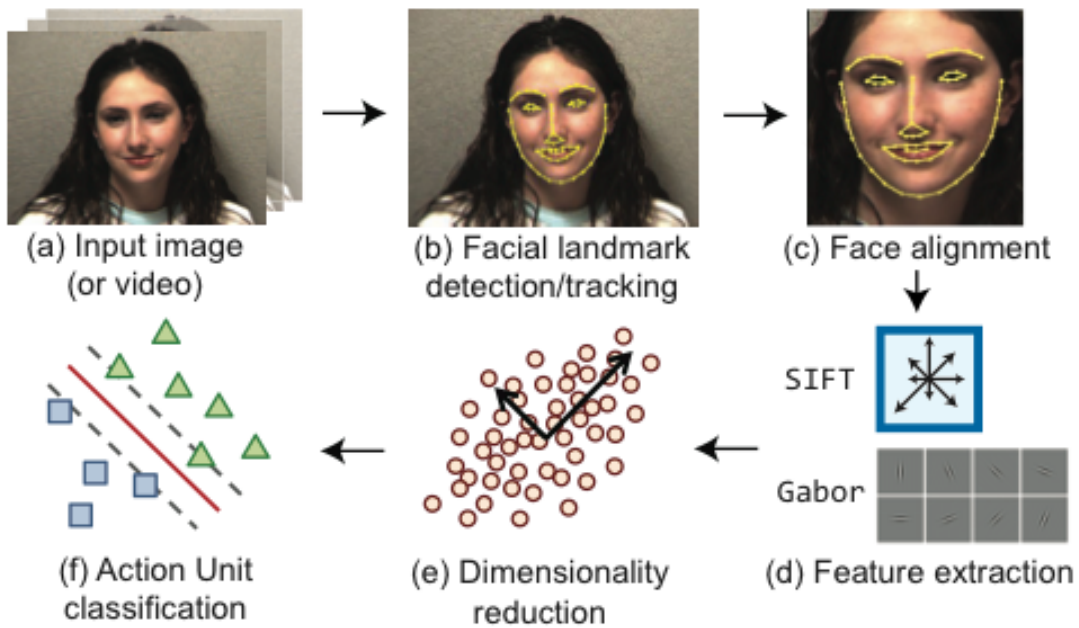 (a) Input image
(or video)
(b) Facial landmark
detection/tracking
(c) Face alignment
SIFT
Gabor
(d) Feature extraction
(e) Dimensionality
reduction
(f) Action Unit
classification